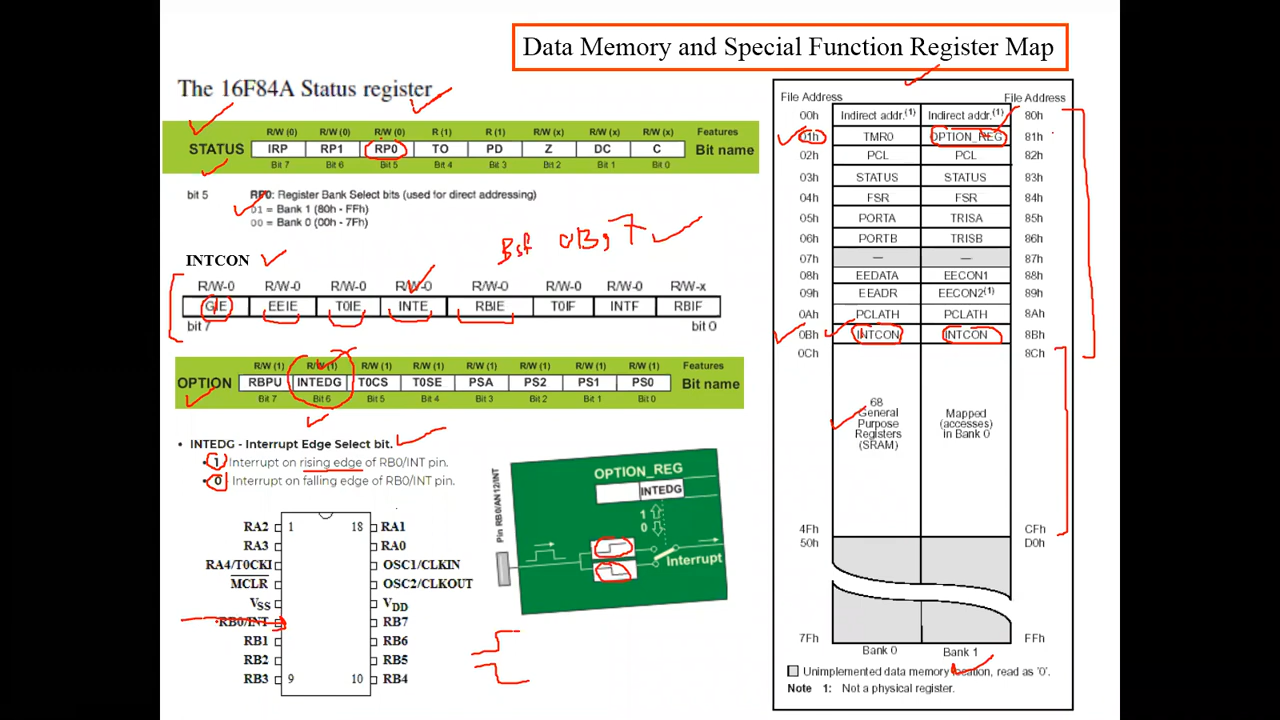 Data Memory and Special Function Register Map
The 16F84A Status register
R/W (0) R/W (0) R/W (0) R (1) R (1) R/W (x) R/W (x) R/W (x) Features
STATUS IRP RP1 RP0 TO PD Z DC C Bit name
Bit 7 Bit 6 Bit 5 Bit 4 Bit 3 Bit 2 Bit 1 Bit 0
bit 5 RP0: Register Bank Select bits (used for direct addressing)
01 = Bank 1 (80h - FFh)
00 = Bank 0 (00h - 7Fh)
Bsf 0B,7
INTCON
R/W-0 R/W-0 R/W-0 R/W-0 R/W-0 R/W-0 R/W-0 R/W-x
GIE EEIE T0IE INTE RBIE T0IF INTF RBIF
bit 7 bit 0
R/W (1) R/W (1) R/W (1) R/W (1) R/W (1) R/W (1) R/W (1) R/W (1) Features
OPTION RBPU INTEDG T0CS T0SE PSA PS2 PS1 PS0 Bit name
Bit 7 Bit 6 Bit 5 Bit 4 Bit 3 Bit 2 Bit 1 Bit 0
• INTEDG - Interrupt Edge Select bit.
• 1 Interrupt on rising edge of RB0/INT pin.
• 0 Interrupt on falling edge of RB0/INT pin.
RA2 1 18 RA1
RA3 RA0
RA4/T0CKI OSC1/CLKIN
MCLR OSC2/CLKOUT
VSS VDD
RB0/INT RB7
RB1 RB6
RB2 RB5
RB3 9 10 RB4
OPTION_REG
INTEDG
1
0
Pin RB0/AN12/INT
Interrupt
File Address File Address
00h Indirect addr.(1) Indirect addr.(1) 80h
01h TMR0 OPTION_REG 81h
02h PCL PCL 82h
03h STATUS STATUS 83h
04h FSR FSR 84h
05h PORTA TRISA 85h
06h PORTB TRISB 86h
07h — — 87h
08h EEDATA EECON1 88h
09h EEADR EECON2(1) 89h
0Ah PCLATH PCLATH 8Ah
0Bh INTCON INTCON 8Bh
0Ch 8Ch
68
General Mapped
Purpose (accesses)
Registers in Bank 0
(SRAM)
4Fh CFh
50h D0h
7Fh FFh
Bank 0 Bank 1
Unimplemented data memory location, read as '0'.
Note 1: Not a physical register.